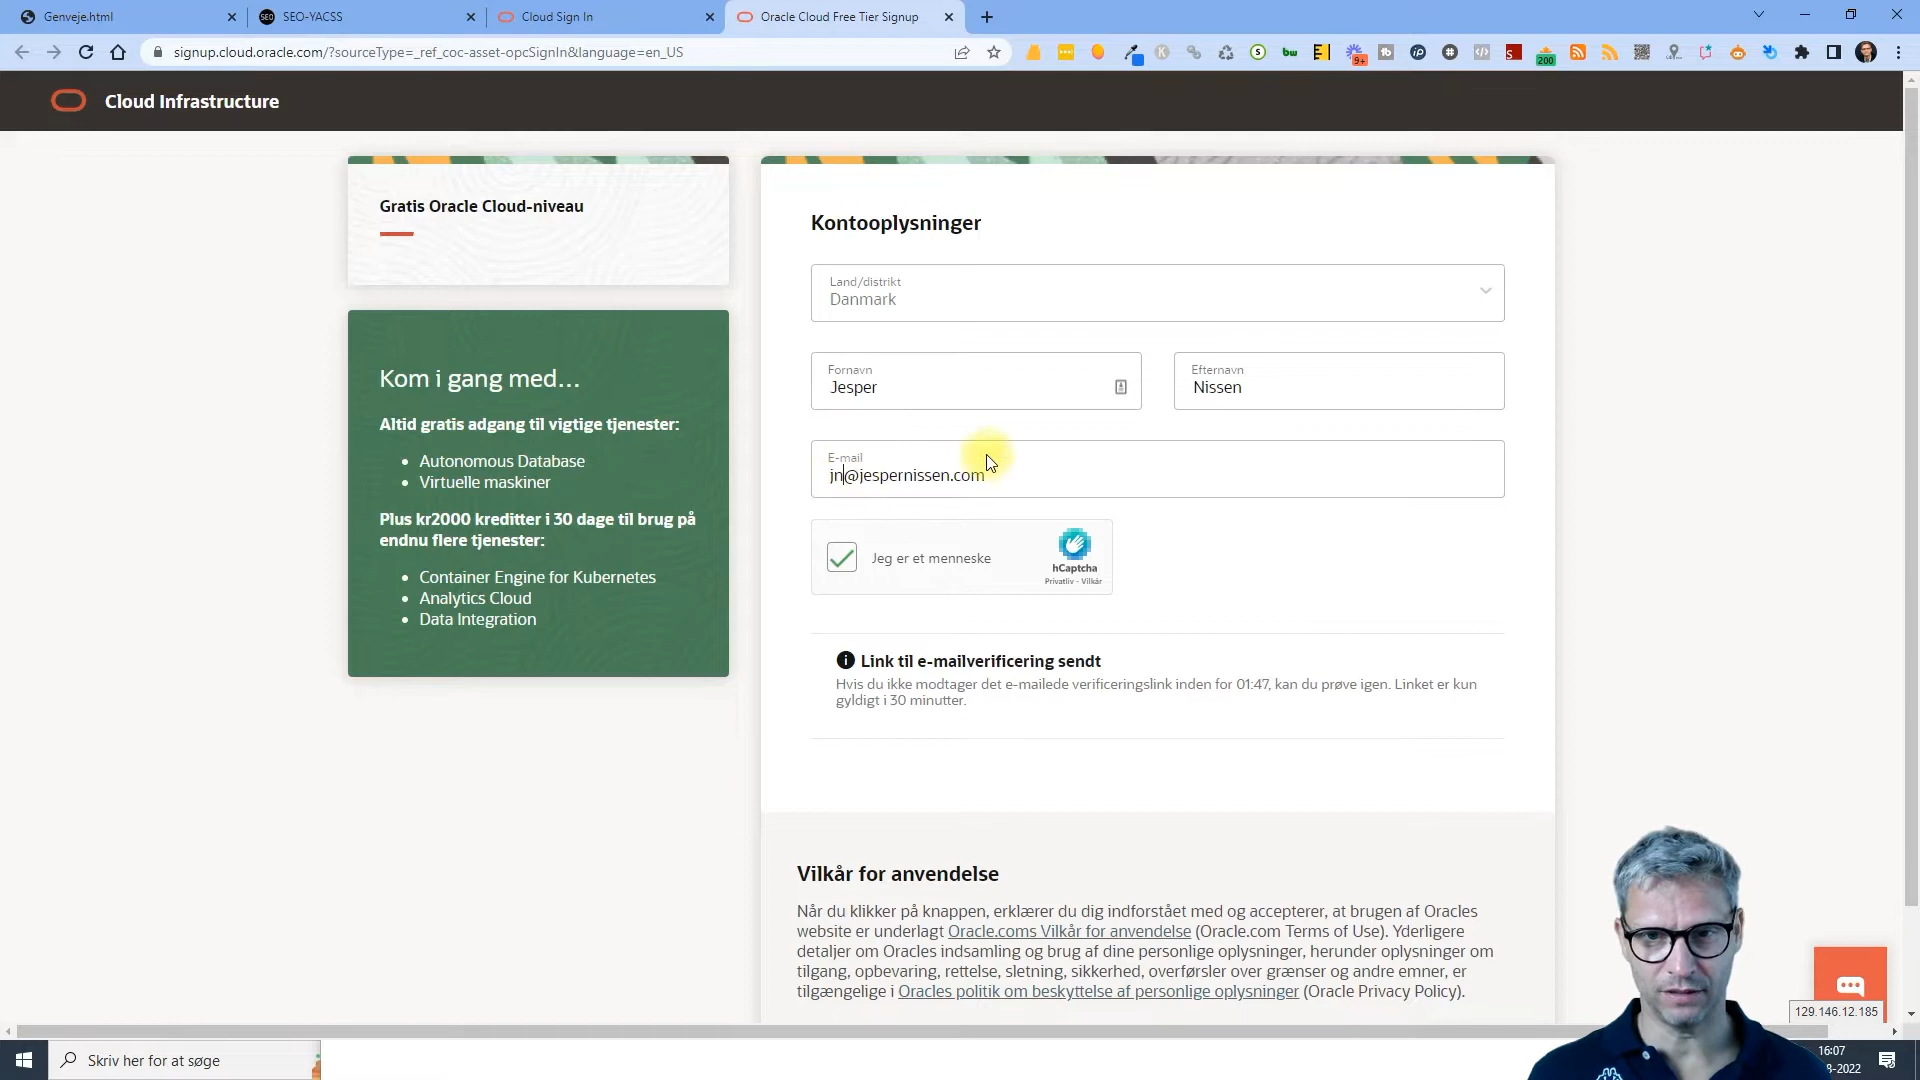 Genveje.html
SEO
SEO-YACSS
Cloud Sign In
Oracle Cloud Free Tier Signup
signup.cloud.oracle.com/?sourceType=_ref_coc-asset-opcSignIn&language=en_US
9+
200
Cloud Infrastructure
Gratis Oracle Cloud-niveau
Kom i gang med...
Altid gratis adgang til vigtige tjenester:
Autonomous Database
Virtuelle maskiner
Plus kr2000 kreditter i 30 dage til brug på
endnu flere tjenester:
Container Engine for Kubernetes
Analytics Cloud
Data Integration
Kontooplysninger
Land/distrikt
Danmark
Fornavn
Jesper
Efternavn
Nissen
E-mail
jn@jespernissen.com
Jeg er et menneske
hCaptcha
Privatliv - Vilkår
Link til e-mailverificering sendt
Hvis du ikke modtager det e-mailede verificeringslink inden for 01:47, kan du prøve igen. Linket er kun
gyldigt i 30 minutter.
Vilkår for anvendelse
Når du klikker på knappen, erklærer du dig indforstået med og accepterer, at brugen af Oracles
website er underlagt Oracle.coms Vilkår for anvendelse (Oracle.com Terms of Use). Yderligere
detaljer om Oracles indsamling og brug af dine personlige oplysninger, herunder oplysninger om
tilgang, opbevaring, rettelse, sletning, sikkerhed, overførsler over grænser og andre emner, er
tilgængelige i Oracles politik om beskyttelse af personlige oplysninger (Oracle Privacy Policy).
129.146.12.185
Skriv her for at søge
16:07
8-2022